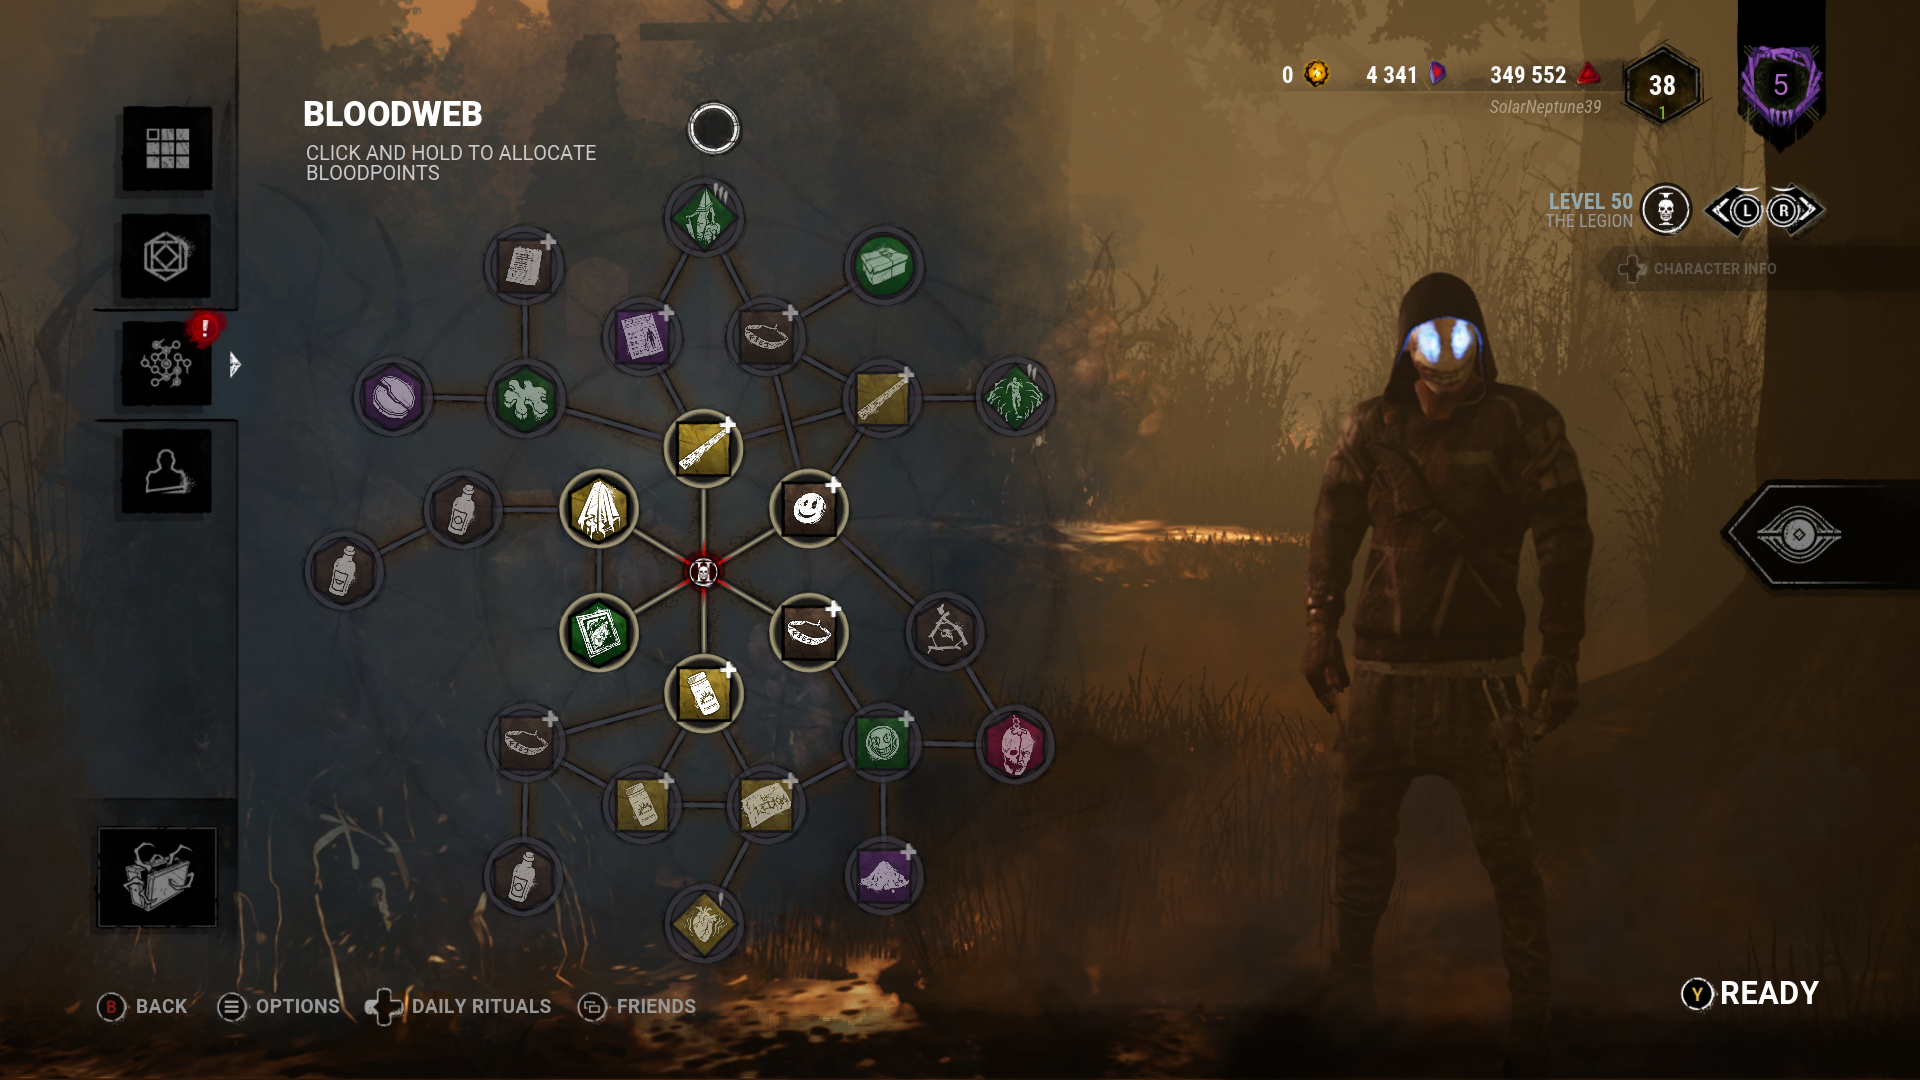 BLOODWEB
CLICK AND HOLD TO ALLOCATE
BLOODPOINTS
0 4 341 349 552
SolarNeptune39
38
1
5
LEVEL 50
THE LEGION
L R
CHARACTER INFO
B BACK OPTIONS DAILY RITUALS FRIENDS
Y READY